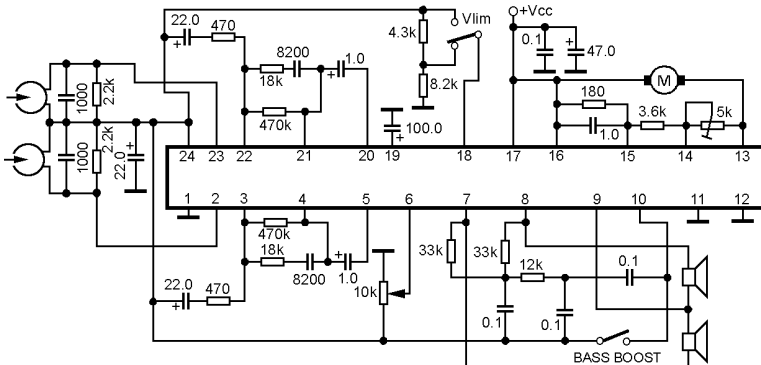 +Vcc
22.0
470
4.3k
Vlim
0.1
47.0
+
+
8200
1.0
+
M
18k
8.2k
180
1000
2.2k
470k
100.0
+
3.6k
5k
1.0
2.2k
1000
22.0
+
24
23
22
21
20
19
18
17
16
15
14
13
1
2
3
4
5
6
7
8
9
10
11
12
470k
18k
+
33k
33k
8200
1.0
12k
0.1
22.0
470
10k
+
0.1
0.1
BASS BOOST